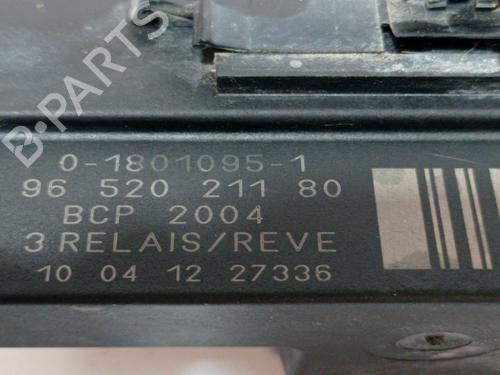 B-PARTS
0-1801095-1
96 520 211 80
BCP 2004
3 RELAIS/REVE
10 04 12 27336